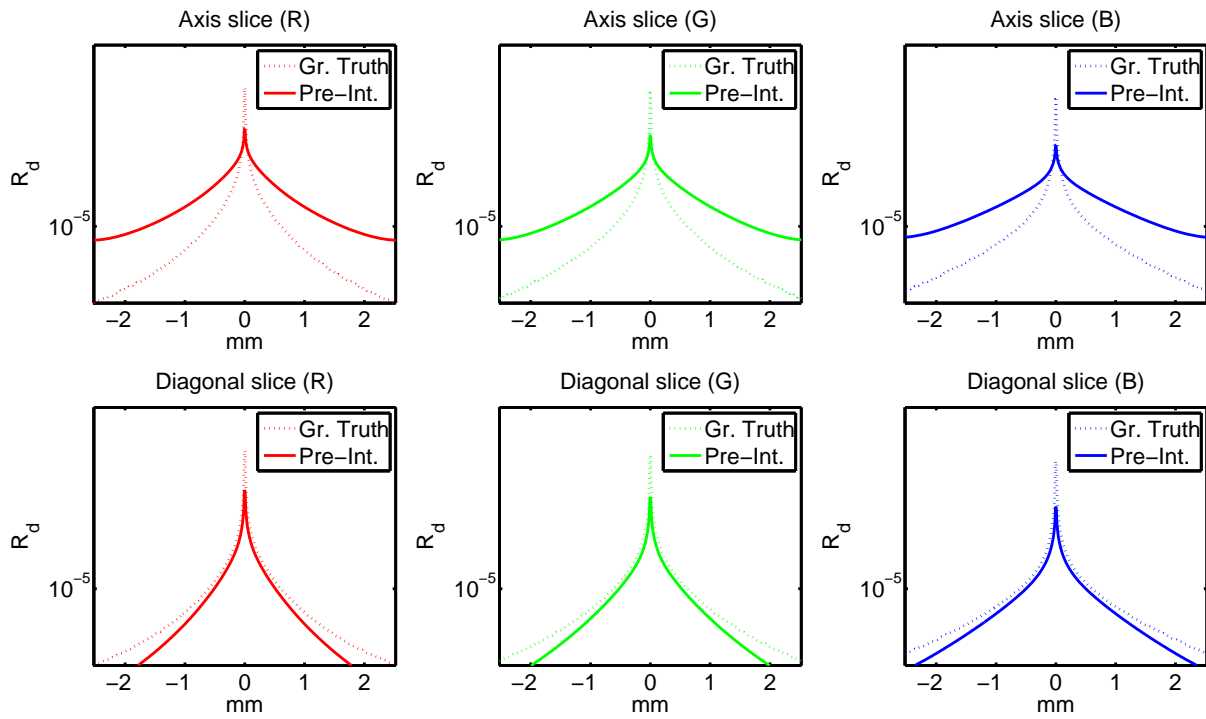 Axis slice (R)
Gr. Truth
Pre−Int.
R_d
10^−5
−2 −1 0 1 2
mm
Axis slice (G)
Gr. Truth
Pre−Int.
R_d
10^−5
−2 −1 0 1 2
mm
Axis slice (B)
Gr. Truth
Pre−Int.
R_d
10^−5
−2 −1 0 1 2
mm
Diagonal slice (R)
Gr. Truth
Pre−Int.
R_d
10^−5
−2 −1 0 1 2
mm
Diagonal slice (G)
Gr. Truth
Pre−Int.
R_d
10^−5
−2 −1 0 1 2
mm
Diagonal slice (B)
Gr. Truth
Pre−Int.
R_d
10^−5
−2 −1 0 1 2
mm